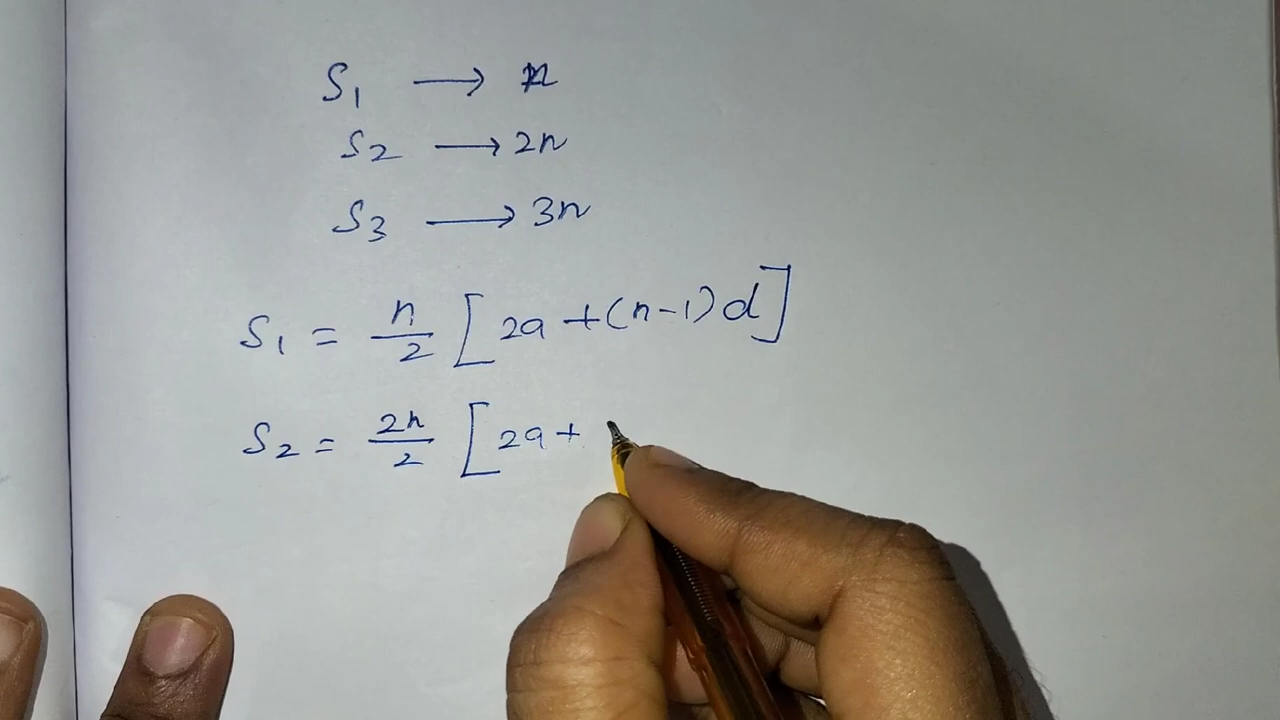 S1 → n
S2 → 2n
S3 → 3n
S1 = n/2 [2a + (n-1)d]
S2 = 2n/2 [2a +